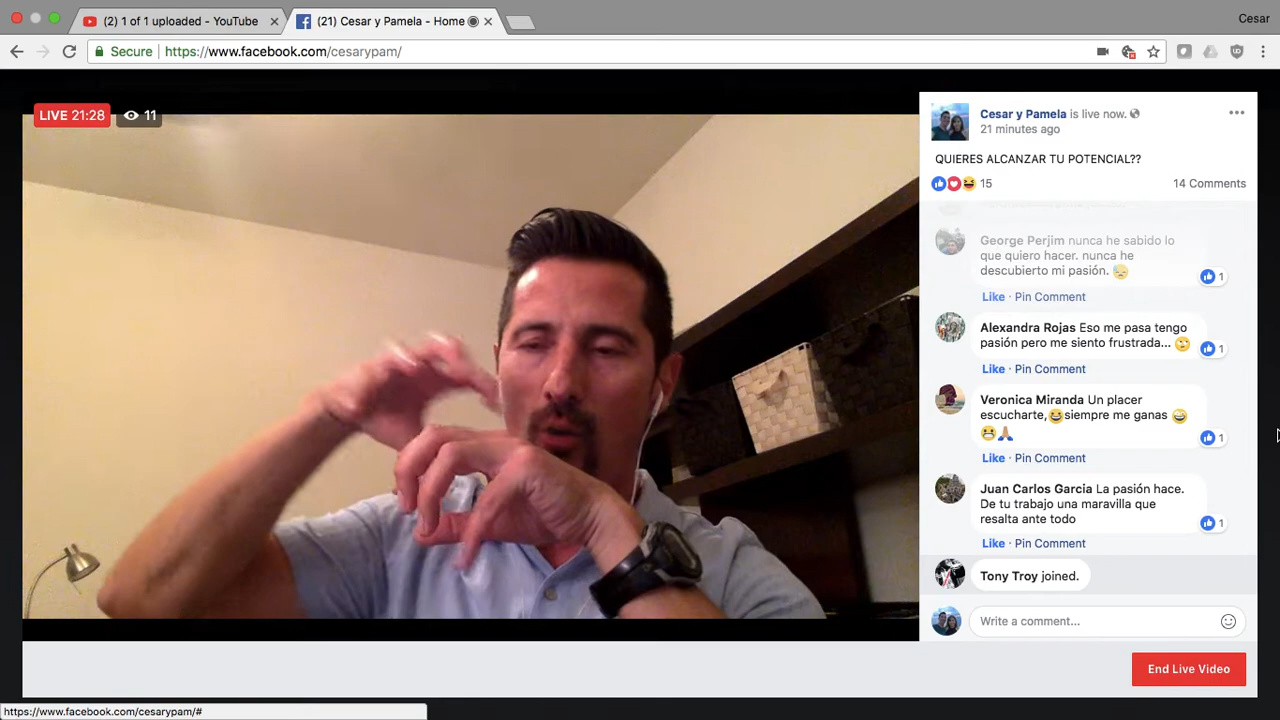 (2) 1 of 1 uploaded - YouTube
(21) Cesar y Pamela - Home
Cesar
Secure
https://www.facebook.com/cesarypam/
LIVE 21:28
11
Cesar y Pamela is live now.
21 minutes ago
QUIERES ALCANZAR TU POTENCIAL??
15
14 Comments
George Perjim nunca he sabido lo
que quiero hacer. nunca he
descubierto mi pasión.
1
Like · Pin Comment
Alexandra Rojas Eso me pasa tengo
pasión pero me siento frustrada...
1
Like · Pin Comment
Veronica Miranda Un placer
escucharte, siempre me ganas
1
Like · Pin Comment
Juan Carlos Garcia La pasión hace.
De tu trabajo una maravilla que
resalta ante todo
1
Like · Pin Comment
Tony Troy joined.
Write a comment...
End Live Video
https://www.facebook.com/cesarypam/#